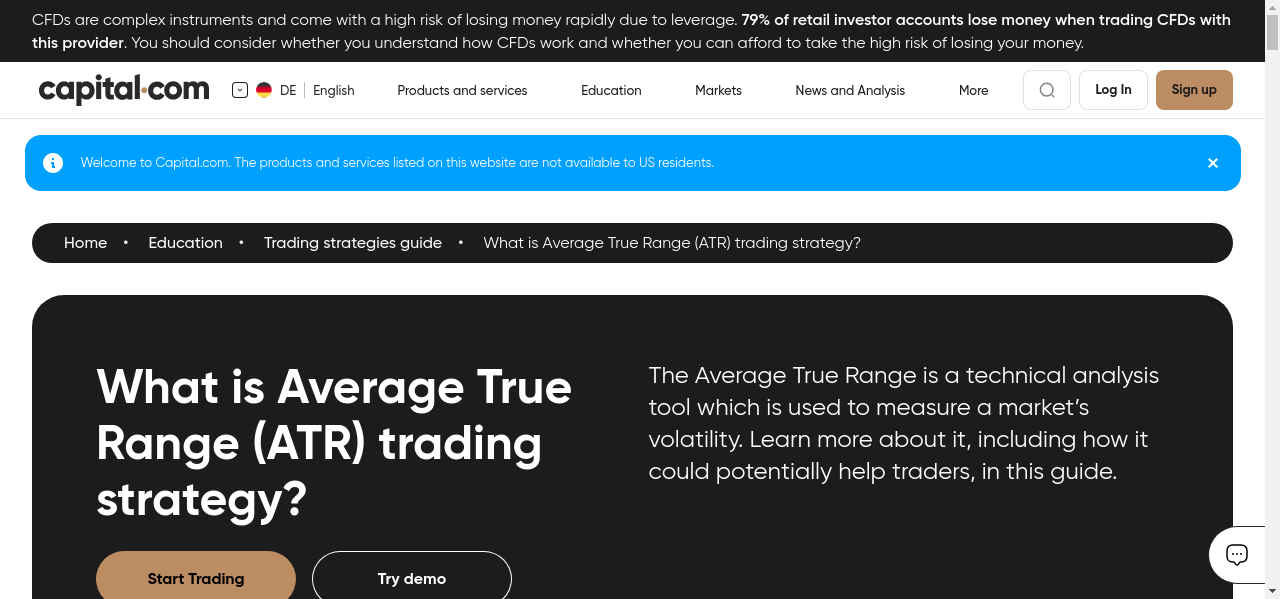 CFDs are complex instruments and come with a high risk of losing money rapidly due to leverage. 79% of retail investor accounts lose money when trading CFDs with
this provider. You should consider whether you understand how CFDs work and whether you can afford to take the high risk of losing your money.
capital.com
DE
English
Products and services
Education
Markets
News and Analysis
More
Log In
Sign up
Welcome to Capital.com. The products and services listed on this website are not available to US residents.
Home • Education • Trading strategies guide • What is Average True Range (ATR) trading strategy?
What is Average True
Range (ATR) trading
strategy?
The Average True Range is a technical analysis
tool which is used to measure a market’s
volatility. Learn more about it, including how it
could potentially help traders, in this guide.
Start Trading
Try demo